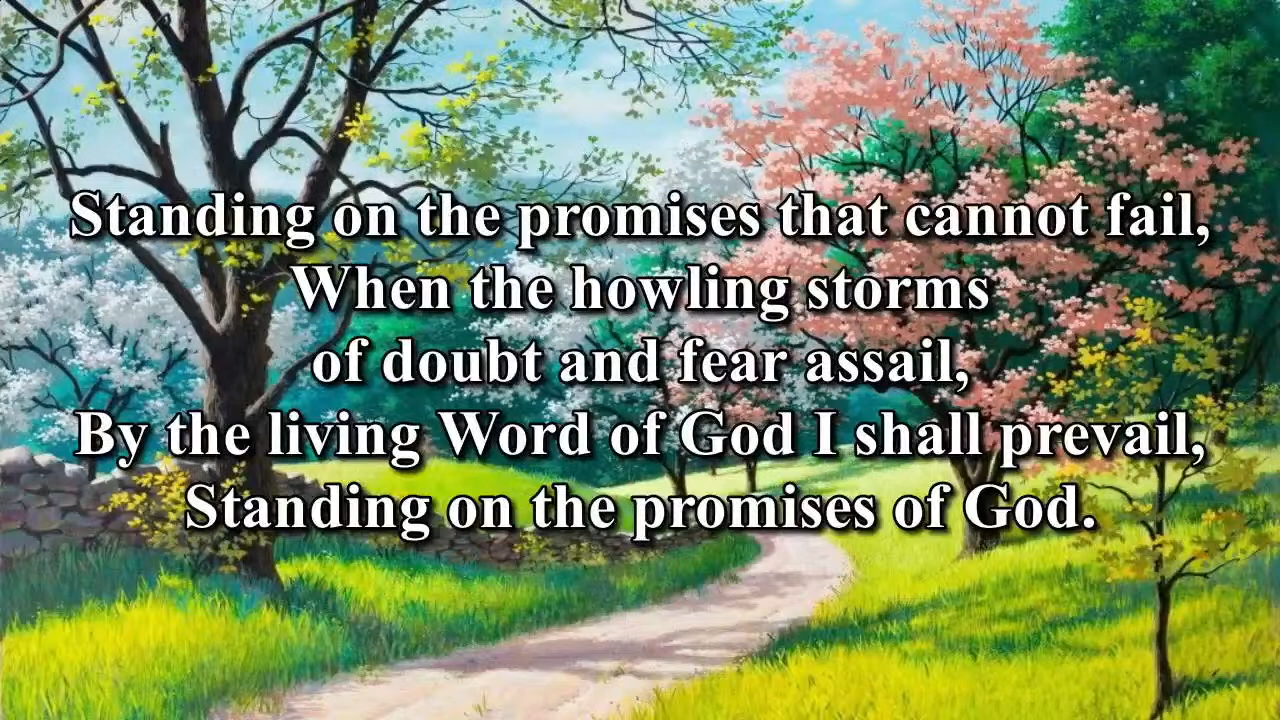 Standing on the promises that cannot fail,
When the howling storms
of doubt and fear assail,
By the living Word of God I shall prevail,
Standing on the promises of God.